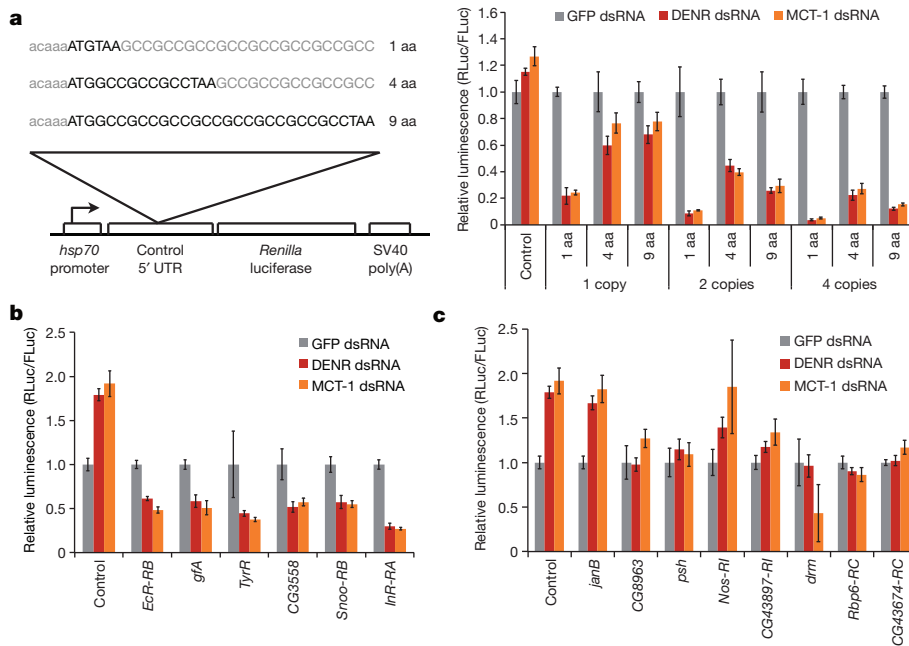 a
acaaaATGTAAGCCGCCGCCGCCGCCGCCGCCGCC 1 aa
acaaaATGGCCGCCGCCTAAGCCGCCGCCGCCGCC 4 aa
acaaaATGGCCGCCGCCGCCGCCGCCGCCGCCTAA 9 aa
hsp70 promoter
Control 5′ UTR
Renilla luciferase
SV40 poly(A)
Relative luminescence (RLuc/FLuc)
GFP dsRNA DENR dsRNA MCT-1 dsRNA
1.6
1.4
1.2
1.0
0.8
0.6
0.4
0.2
0
Control 1 aa 4 aa 9 aa 1 aa 4 aa 9 aa 1 aa 4 aa 9 aa
1 copy 2 copies 4 copies
b
Relative luminescence (RLuc/FLuc)
2.5
2.0
1.5
1.0
0.5
0
GFP dsRNA
DENR dsRNA
MCT-1 dsRNA
Control EcR-RB gfA TyrR CG3558 Snoo-RB InR-RA
c
Relative luminescence (RLuc/FLuc)
2.5
2.0
1.5
1.0
0.5
0
GFP dsRNA
DENR dsRNA
MCT-1 dsRNA
Control janB CG8963 psh Nos-RI CG43897-RI drm Rbp6-RC CG43674-RC